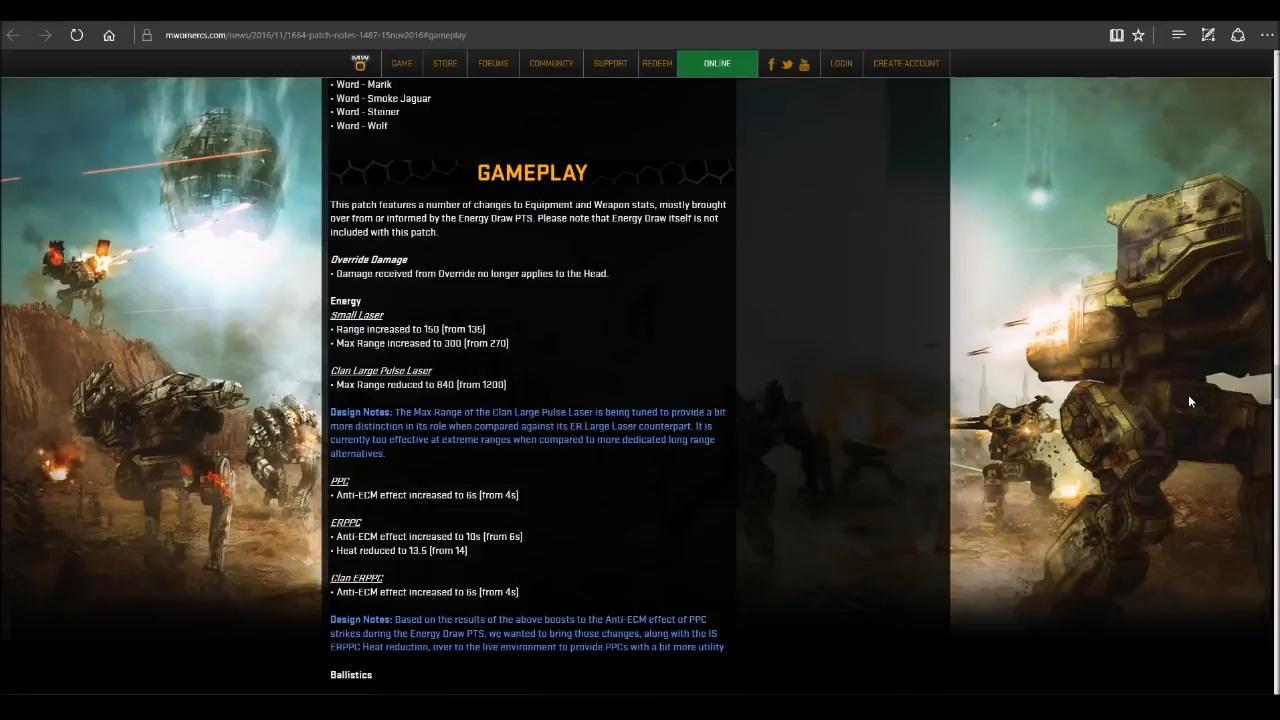 mwomercs.com/news/2016/11/1664-patch-notes-1487-15nov2016#gameplay
GAME STORE FORUMS COMMUNITY SUPPORT REDEEM ONLINE LOGIN CREATE ACCOUNT
• Word - Marik
• Word - Smoke Jaguar
• Word - Steiner
• Word - Wolf
GAMEPLAY
This patch features a number of changes to Equipment and Weapon stats, mostly brought
over from or informed by the Energy Draw PTS. Please note that Energy Draw itself is not
included with this patch.
Override Damage
• Damage received from Override no longer applies to the Head.
Energy
Small Laser
• Range increased to 150 (from 135)
• Max Range increased to 300 (from 270)
Clan Large Pulse Laser
• Max Range reduced to 840 (from 1200)
Design Notes: The Max Range of the Clan Large Pulse Laser is being tuned to provide a bit
more distinction in its role when compared against its ER Large Laser counterpart. It is
currently too effective at extreme ranges when compared to more dedicated long range
alternatives.
PPC
• Anti-ECM effect increased to 6s (from 4s)
ERPPC
• Anti-ECM effect increased to 10s (from 6s)
• Heat reduced to 13.5 (from 14)
Clan ERPPC
• Anti-ECM effect increased to 6s (from 4s)
Design Notes: Based on the results of the above boosts to the Anti-ECM effect of PPC
strikes during the Energy Draw PTS, we wanted to bring those changes, along with the IS
ERPPC Heat reduction, over to the live environment to provide PPCs with a bit more utility
Ballistics